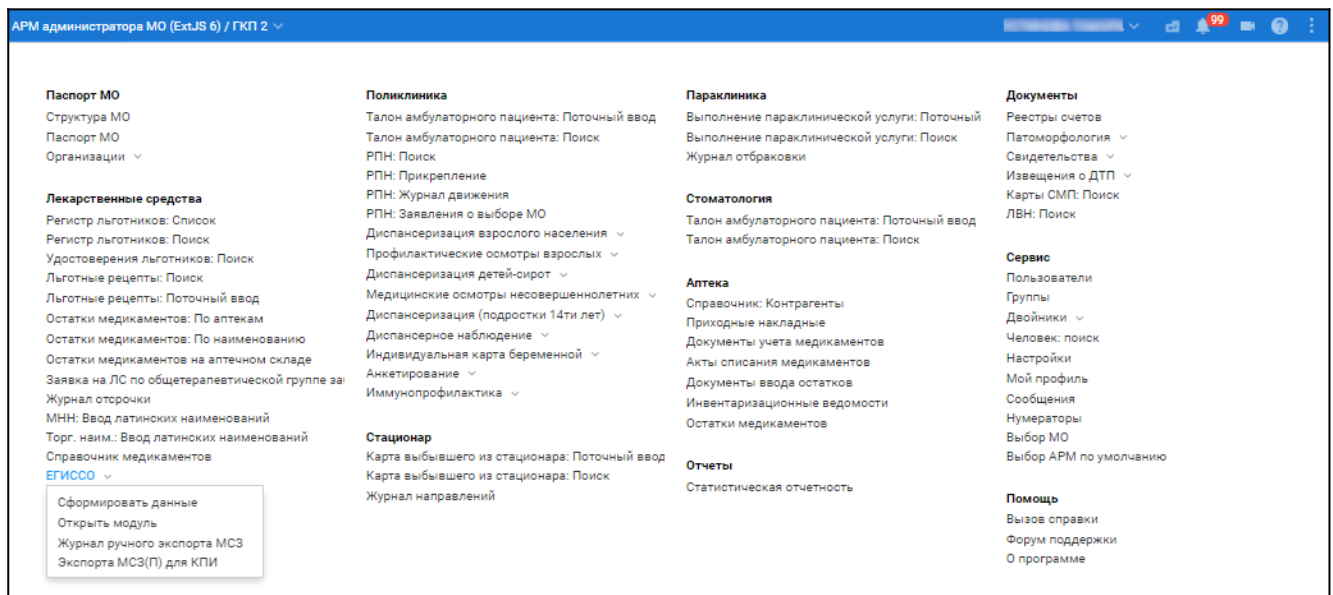 АРМ администратора МО (ExtJS 6) / ГКП 2
99
Паспорт МО
Структура МО
Паспорт МО
Организации
Лекарственные средства
Регистр льготников: Список
Регистр льготников: Поиск
Удостоверения льготников: Поиск
Льготные рецепты: Поиск
Льготные рецепты: Поточный ввод
Остатки медикаментов: По аптекам
Остатки медикаментов: По наименованию
Остатки медикаментов на аптечном складе
Заявка на ЛС по общетерапевтической группе за
Журнал отсрочки
МНН: Ввод латинских наименований
Торг. наим.: Ввод латинских наименований
Справочник медикаментов
ЕГИССО
Сформировать данные
Открыть модуль
Журнал ручного экспорта МСЗ
Экспорта МСЗ(П) для КПИ
Поликлиника
Талон амбулаторного пациента: Поточный ввод
Талон амбулаторного пациента: Поиск
РПН: Поиск
РПН: Прикрепление
РПН: Журнал движения
РПН: Заявления о выборе МО
Диспансеризация взрослого населения
Профилактические осмотры взрослых
Диспансеризация детей-сирот
Медицинские осмотры несовершеннолетних
Диспансеризация (подростки 14ти лет)
Диспансерное наблюдение
Индивидуальная карта беременной
Анкетирование
Иммунопрофилактика
Стационар
Карта выбывшего из стационара: Поточный ввод
Карта выбывшего из стационара: Поиск
Журнал направлений
Параклиника
Выполнение параклинической услуги: Поточный
Выполнение параклинической услуги: Поиск
Журнал отбраковки
Стоматология
Талон амбулаторного пациента: Поточный ввод
Талон амбулаторного пациента: Поиск
Аптека
Справочник: Контрагенты
Приходные накладные
Документы учета медикаментов
Акты списания медикаментов
Документы ввода остатков
Инвентаризационные ведомости
Остатки медикаментов
Отчеты
Статистическая отчетность
Документы
Реестры счетов
Патоморфология
Свидетельства
Извещения о ДТП
Карты СМП: Поиск
ЛВН: Поиск
Сервис
Пользователи
Группы
Двойники
Человек: поиск
Настройки
Мой профиль
Сообщения
Нумераторы
Выбор МО
Выбор АРМ по умолчанию
Помощь
Вызов справки
Форум поддержки
О программе